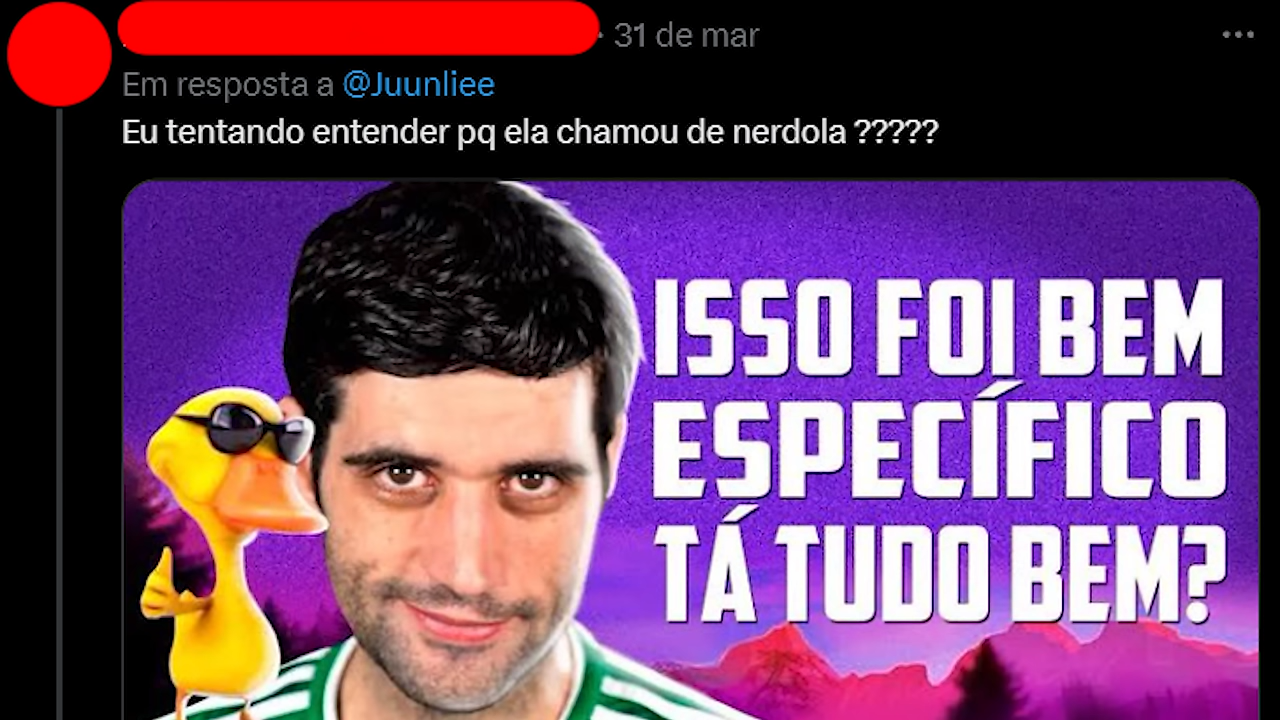 · 31 de mar
Em resposta a @Juunliee
Eu tentando entender pq ela chamou de nerdola ?????
ISSO FOI BEM
ESPECÍFICO
TÁ TUDO BEM?